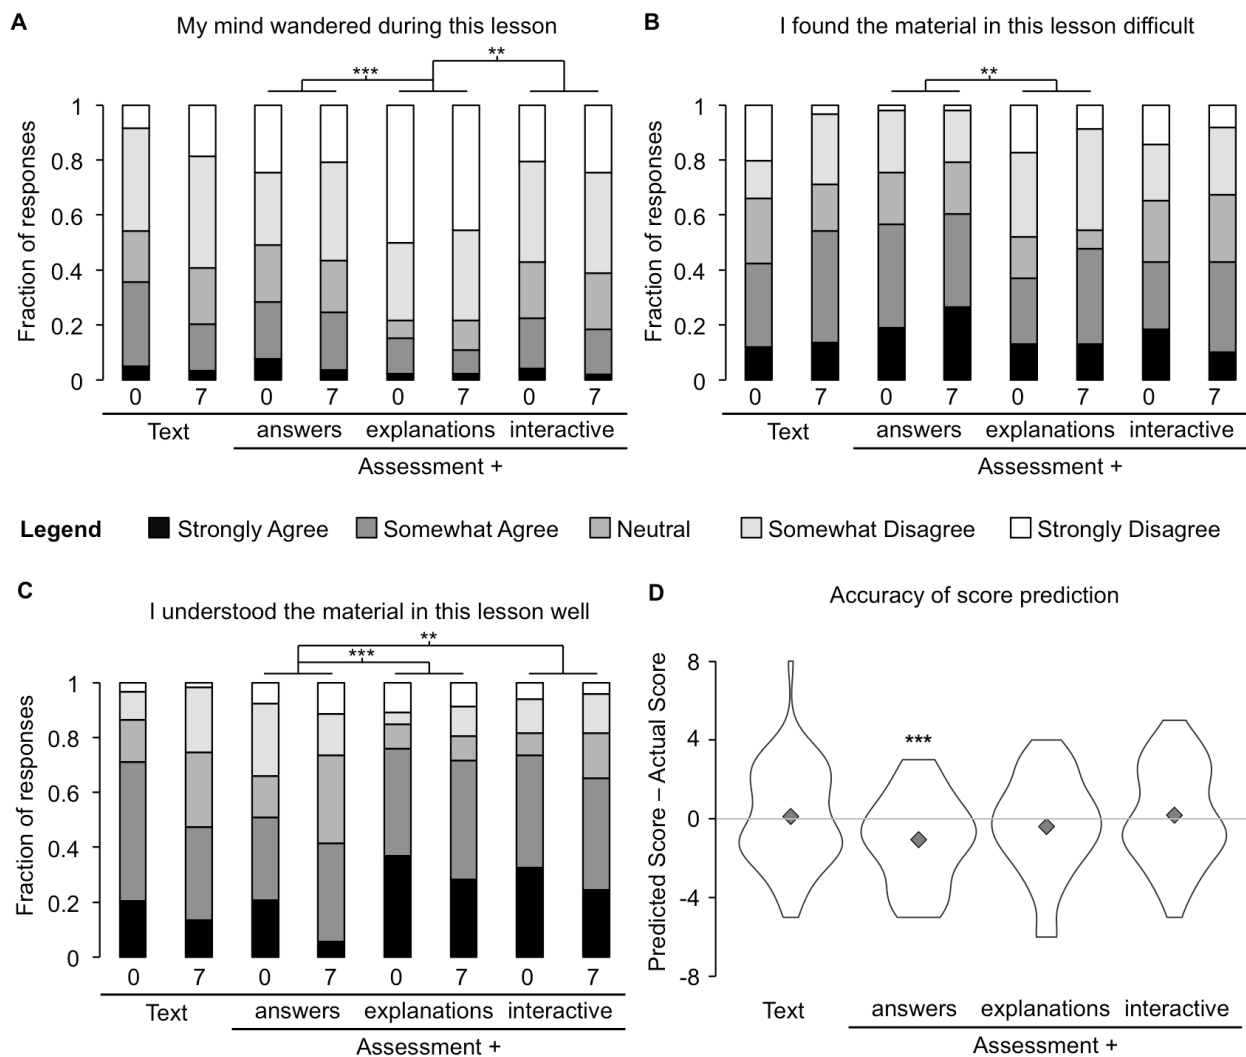 A
My mind wandered during this lesson
***
**
Fraction of responses
1
0.8
0.6
0.4
0.2
0
0 7 0 7 0 7 0 7
Text answers explanations interactive
Assessment +
B
I found the material in this lesson difficult
**
Fraction of responses
1
0.8
0.6
0.4
0.2
0
0 7 0 7 0 7 0 7
Text answers explanations interactive
Assessment +
Legend Strongly Agree Somewhat Agree Neutral Somewhat Disagree Strongly Disagree
C
I understood the material in this lesson well
**
***
Fraction of responses
1
0.8
0.6
0.4
0.2
0
0 7 0 7 0 7 0 7
Text answers explanations interactive
Assessment +
D
Accuracy of score prediction
Predicted Score – Actual Score
8
4
0
-4
-8
***
Text answers explanations interactive
Assessment +